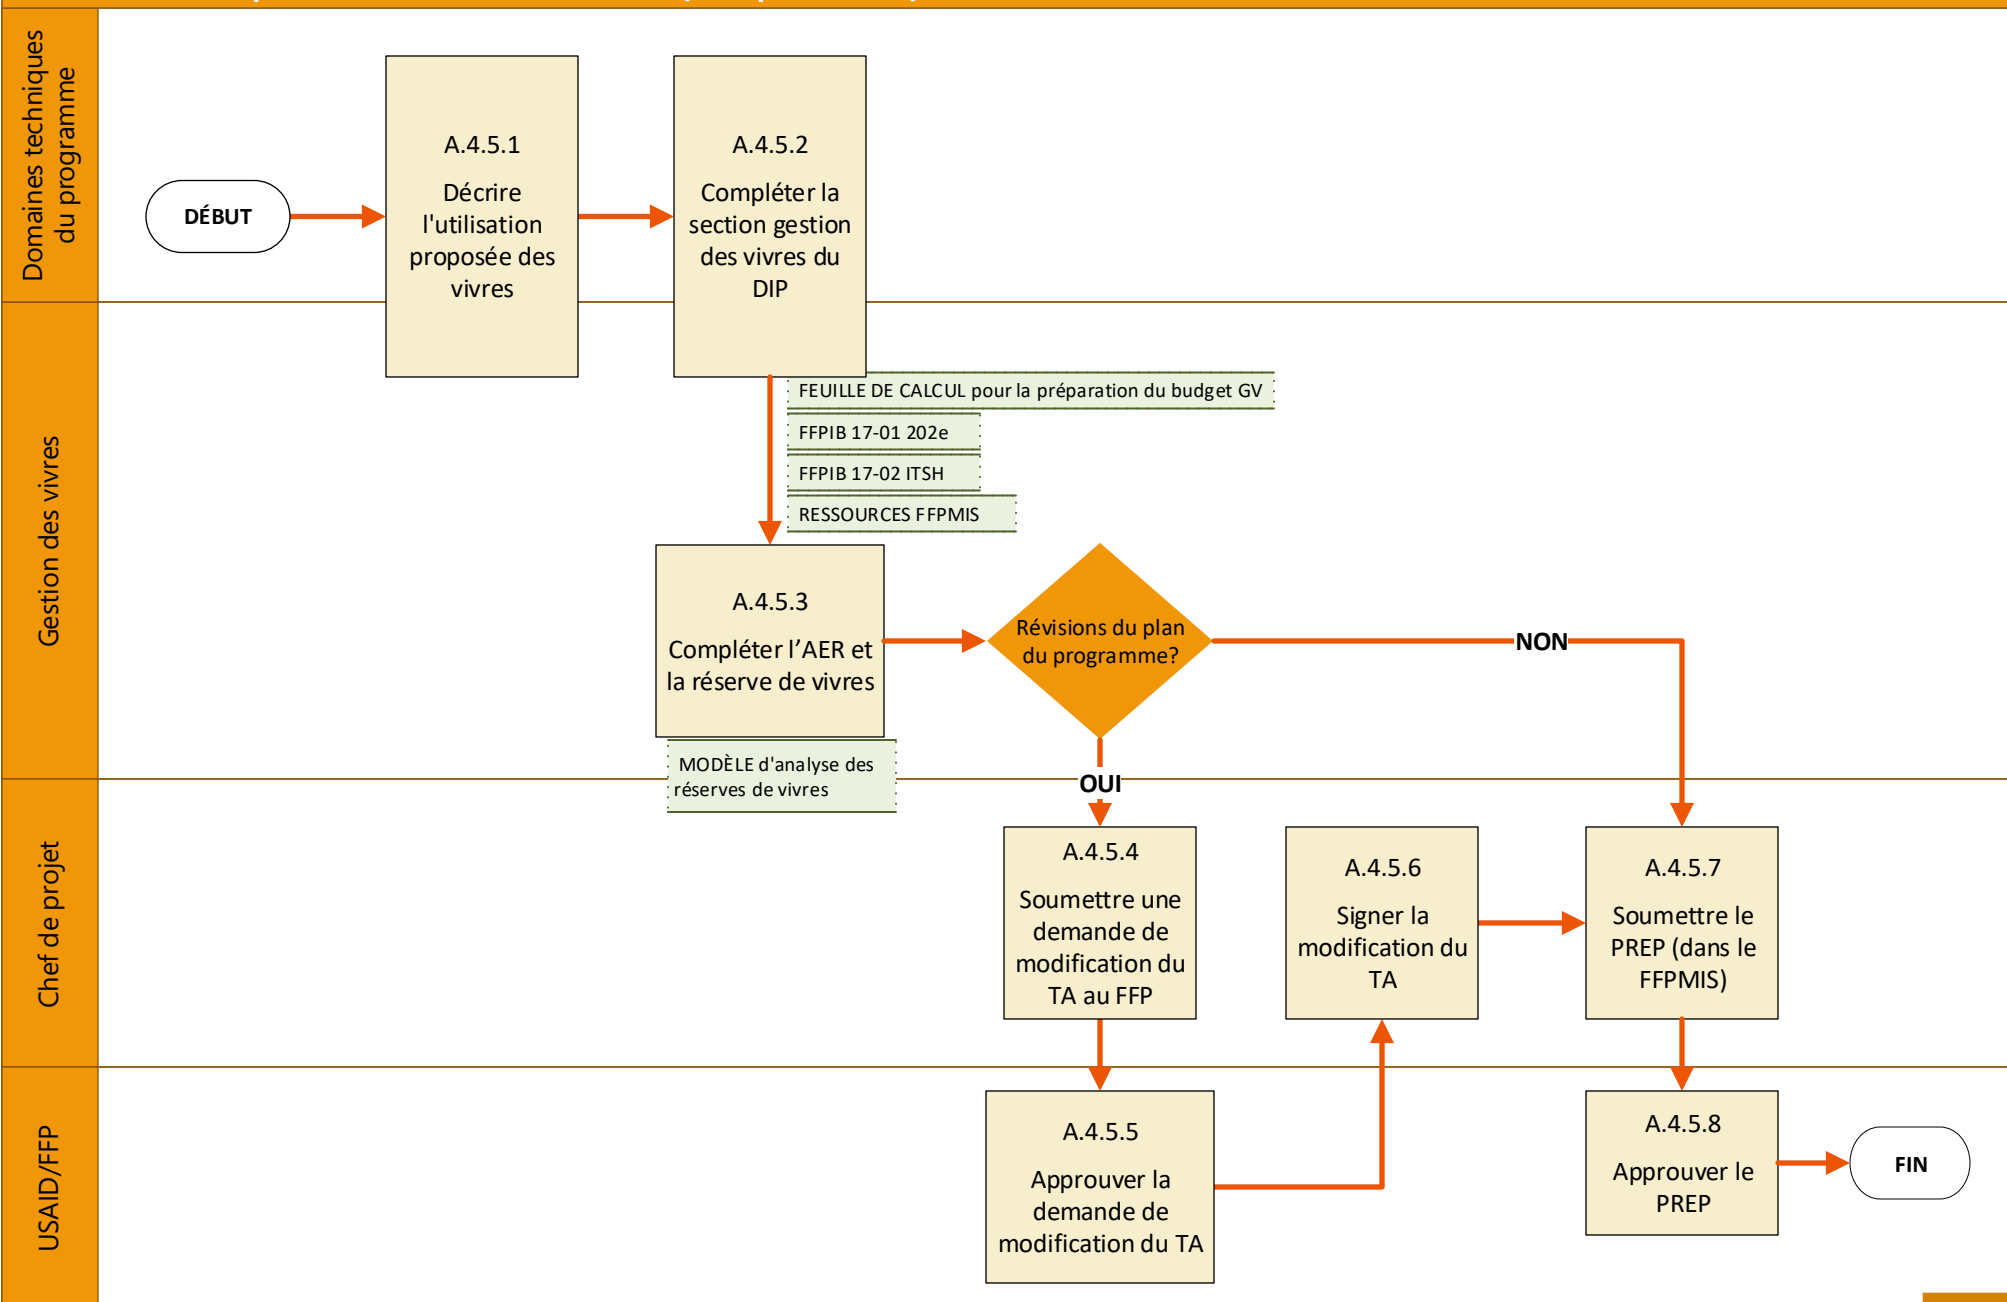 Domaines techniques
du programme
DÉBUT
A.4.5.1
Décrire
l'utilisation
proposée des
vivres
A.4.5.2
Compléter la
section gestion
des vivres du
DIP
Gestion des vivres
FEUILLE DE CALCUL pour la préparation du budget GV
FFPIB 17-01 202e
FFPIB 17-02 ITSH
RESSOURCES FFPMIS
A.4.5.3
Compléter l’AER et
la réserve de vivres
MODÈLE d'analyse des
réserves de vivres
Révisions du plan
du programme?
NON
OUI
Chef de projet
A.4.5.4
Soumettre une
demande de
modification du
TA au FFP
A.4.5.6
Signer la
modification du
TA
A.4.5.7
Soumettre le
PREP (dans le
FFPMIS)
USAID/FFP
A.4.5.5
Approuver la
demande de
modification du TA
A.4.5.8
Approuver le
PREP
FIN